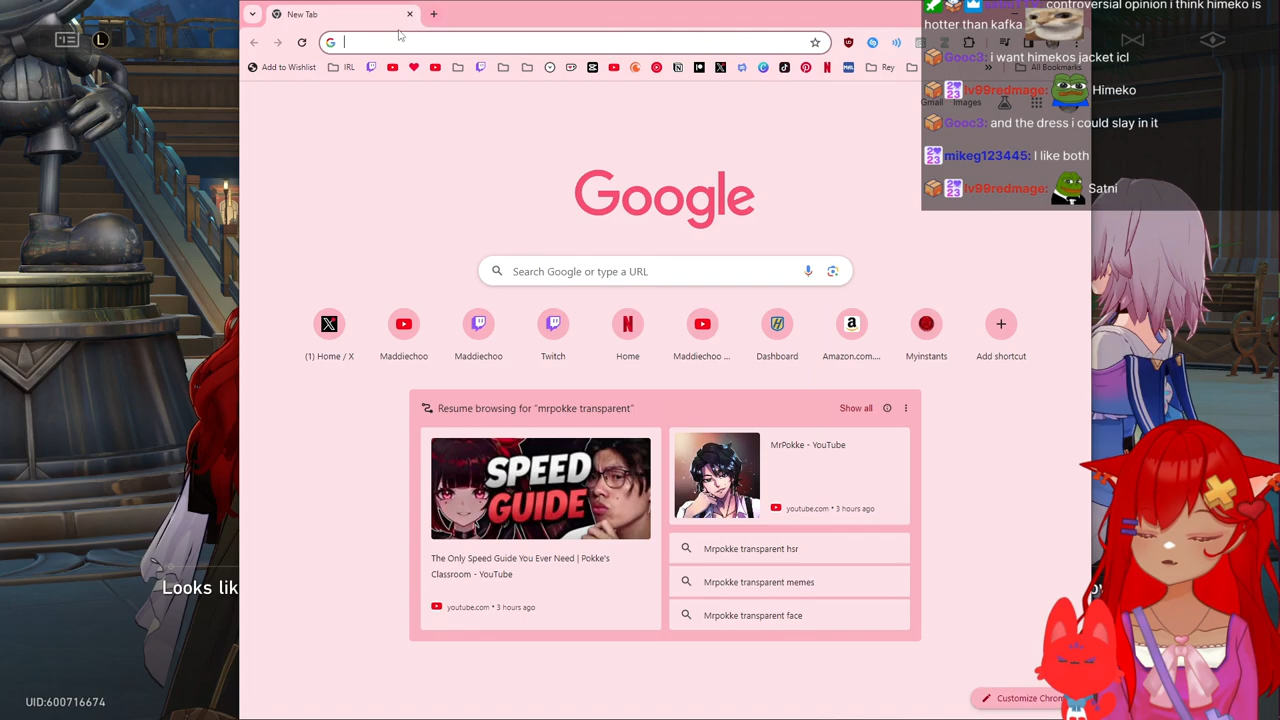 New Tab
Add to Wishlist
IRL
Rey
All Bookmarks
Gmail
Images
controversial opinion i think himeko is
hotter than kafka
Gooc3: i want himekos jacket icl
lv99redmage: Himeko
Gooc3: and the dress i could slay in it
mikeg123445: I like both
lv99redmage: Satni
Google
Search Google or type a URL
(1) Home / X
Maddiechoo
Maddiechoo
Twitch
Home
Maddiechoo ...
Dashboard
Amazon.com....
Myinstants
Add shortcut
Resume browsing for "mrpokke transparent"
Show all
SPEED
GUIDE
The Only Speed Guide You Ever Need | Pokke's
Classroom - YouTube
youtube.com • 3 hours ago
MrPokke - YouTube
youtube.com • 3 hours ago
Mrpokke transparent hsr
Mrpokke transparent memes
Mrpokke transparent face
Looks lik
L
UID:600716674
Customize Chrom